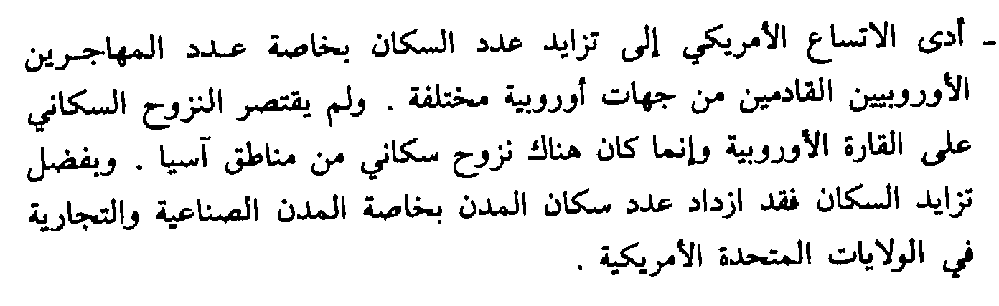 - أدى الاتساع الأمريكي إلى تزايد عدد السكان بخاصة عـدد المهاجـرين
الأوروبيين القادمين من جهات أوروبية مختلفة . ولم يقتصر النزوح السكاني
على القارة الأوروبية وإنما كان هناك نزوح سكاني من مناطق آسيا . وبفضل
تزايد السكان فقد ازداد عدد سكان المدن بخاصة المدن الصناعية والتجارية
في الولايات المتحدة الأمريكية .